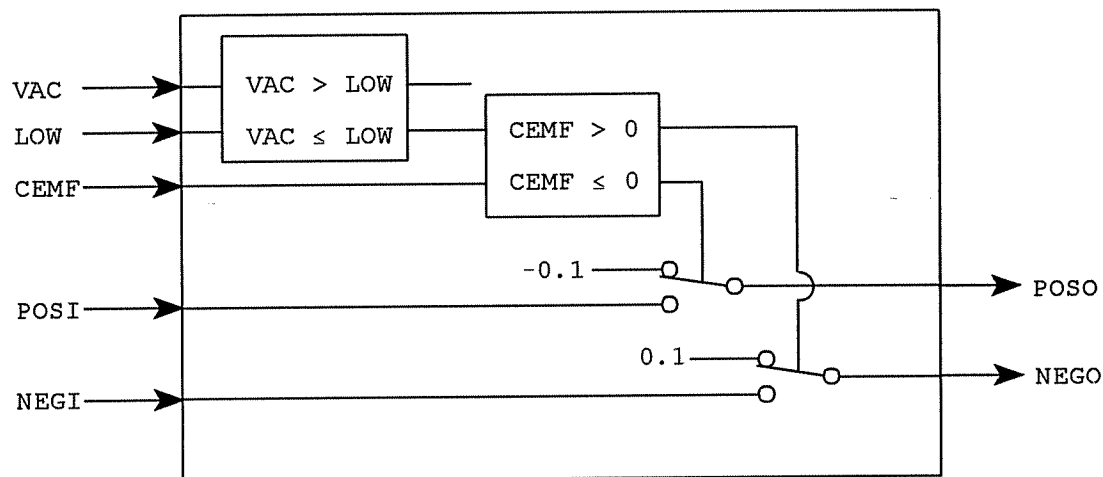 VAC
VAC > LOW
LOW
VAC ≤ LOW
CEMF > 0
CEMF
CEMF ≤ 0
-0.1
POSI
POSO
0.1
NEGO
NEGI